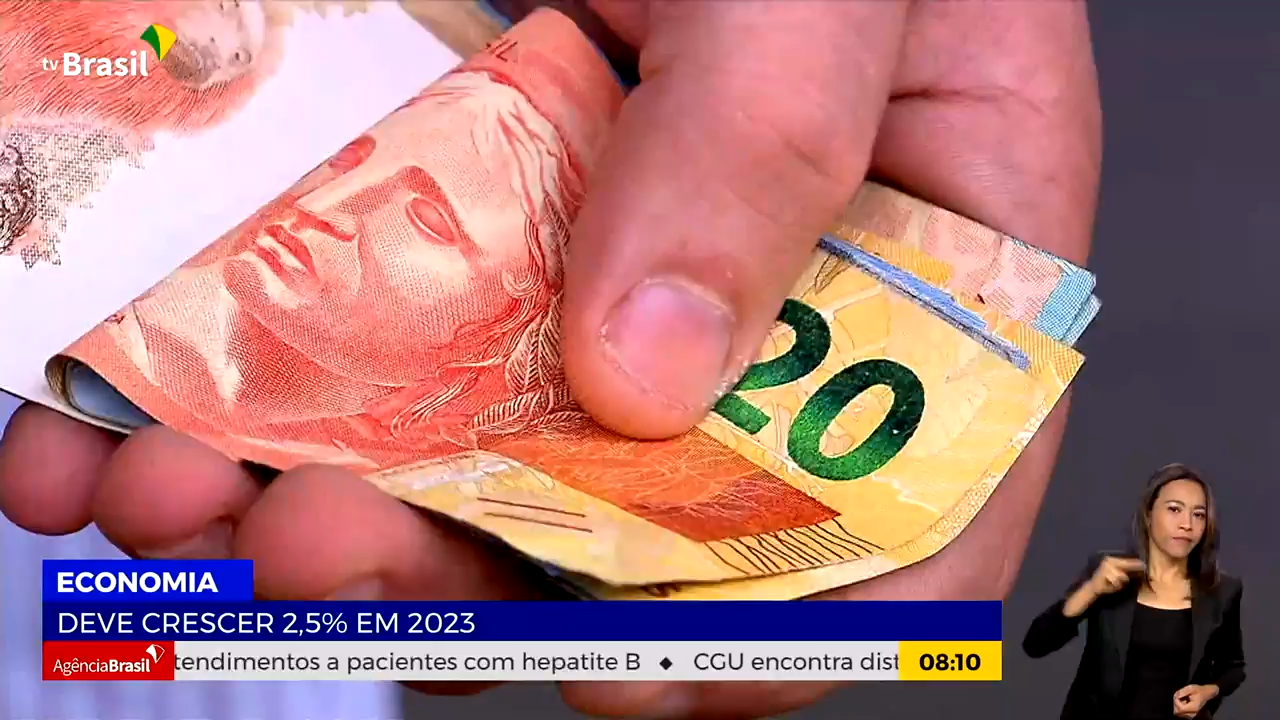 tv Brasil
20
ECONOMIA
DEVE CRESCER 2,5% EM 2023
AgênciaBrasil tendimentos a pacientes com hepatite B ◆ CGU encontra dist 08:10